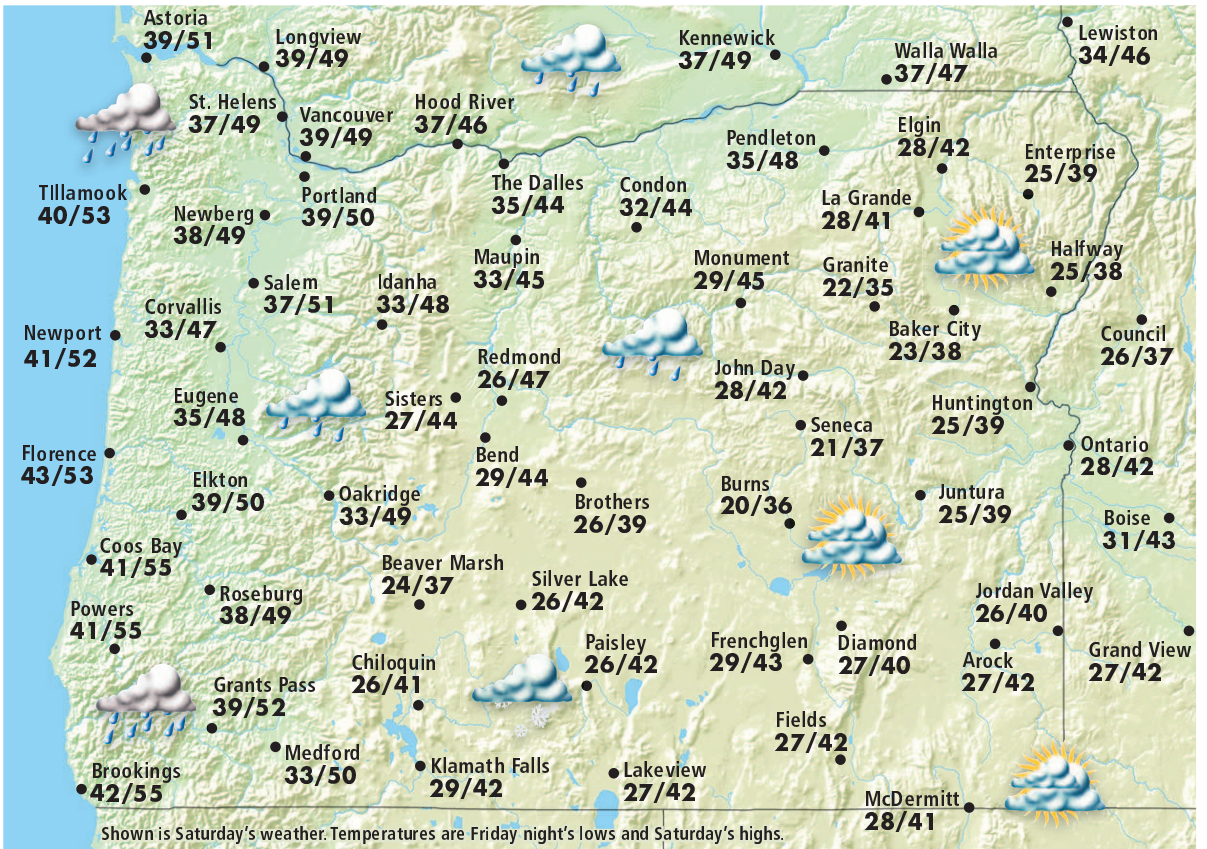 Astoria
39/51
Longview
39/49
Kennewick
37/49
Walla Walla
37/47
Lewiston
34/46
St. Helens
37/49
Vancouver
39/49
Hood River
37/46
Pendleton
35/48
Elgin
28/42
Enterprise
25/39
TIllamook
40/53
Newberg
38/49
Portland
39/50
The Dalles
35/44
Condon
32/44
La Grande
28/41
Maupin
33/45
Monument
29/45
Granite
22/35
Halfway
25/38
Salem
37/51
Idanha
33/48
Corvallis
33/47
Newport
41/52
Baker City
23/38
Council
26/37
Redmond
26/47
John Day
28/42
Eugene
35/48
Sisters
27/44
Huntington
25/39
Seneca
21/37
Ontario
28/42
Florence
43/53
Bend
29/44
Elkton
39/50
Oakridge
33/49
Brothers
26/39
Burns
20/36
Juntura
25/39
Boise
31/43
Coos Bay
41/55
Beaver Marsh
24/37
Silver Lake
26/42
Roseburg
38/49
Powers
41/55
Jordan Valley
26/40
Paisley
26/42
Frenchglen
29/43
Diamond
27/40
Arock
27/42
Grand View
27/42
Chiloquin
26/41
Grants Pass
39/52
Fields
27/42
Medford
33/50
Klamath Falls
29/42
Lakeview
27/42
Brookings
42/55
McDermitt
28/41
Shown is Saturday's weather. Temperatures are Friday night's lows and Saturday's highs.